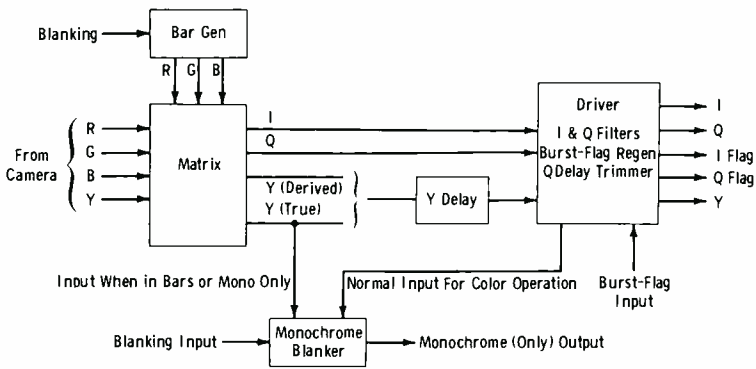 Blanking
Bar Gen
R G B
I
Q
R
G
B
Y
From
Camera
Matrix
Y (Derived)
Y (True)
Y Delay
Driver
I & Q Filters
Burst-Flag Regen
Q Delay Trimmer
I
Q
I Flag
Q Flag
Y
Input When in Bars or Mono Only
Normal Input For Color Operation
Burst-Flag
Input
Blanking Input
Monochrome
Blanker
Monochrome (Only) Output